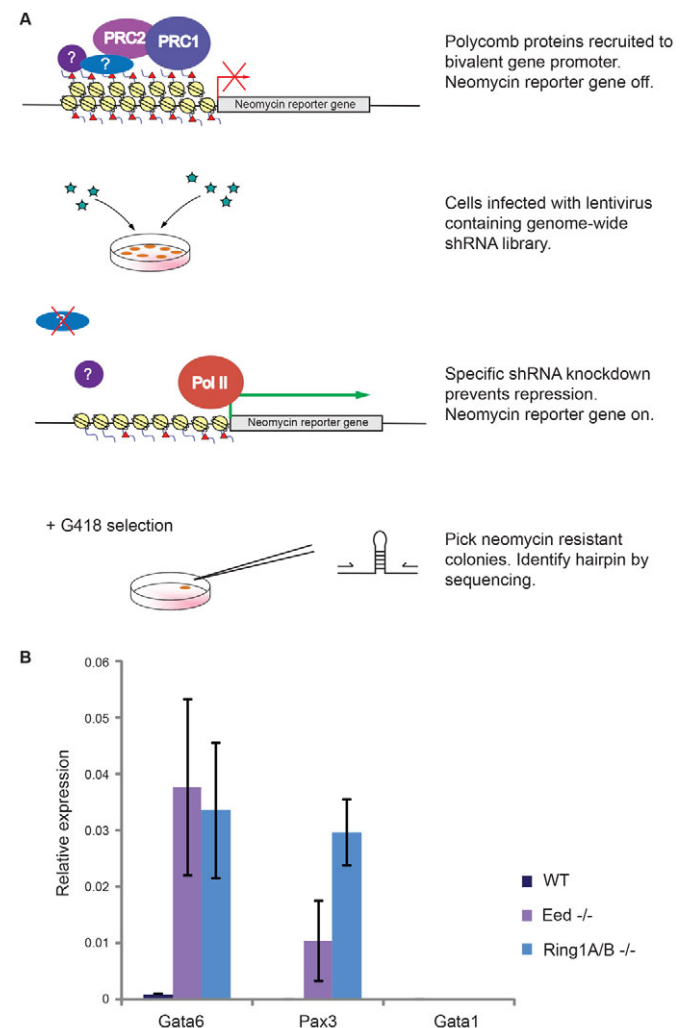 A
PRC2
PRC1
?
?
Neomycin reporter gene
Polycomb proteins recruited to
bivalent gene promoter.
Neomycin reporter gene off.
Cells infected with lentivirus
containing genome-wide
shRNA library.
?
?
Pol II
Neomycin reporter gene
Specific shRNA knockdown
prevents repression.
Neomycin reporter gene on.
+ G418 selection
Pick neomycin resistant
colonies. Identify hairpin by
sequencing.
B
Relative expression
0.06
0.05
0.04
0.03
0.02
0.01
0
Gata6
Pax3
Gata1
WT
Eed -/-
Ring1A/B -/-